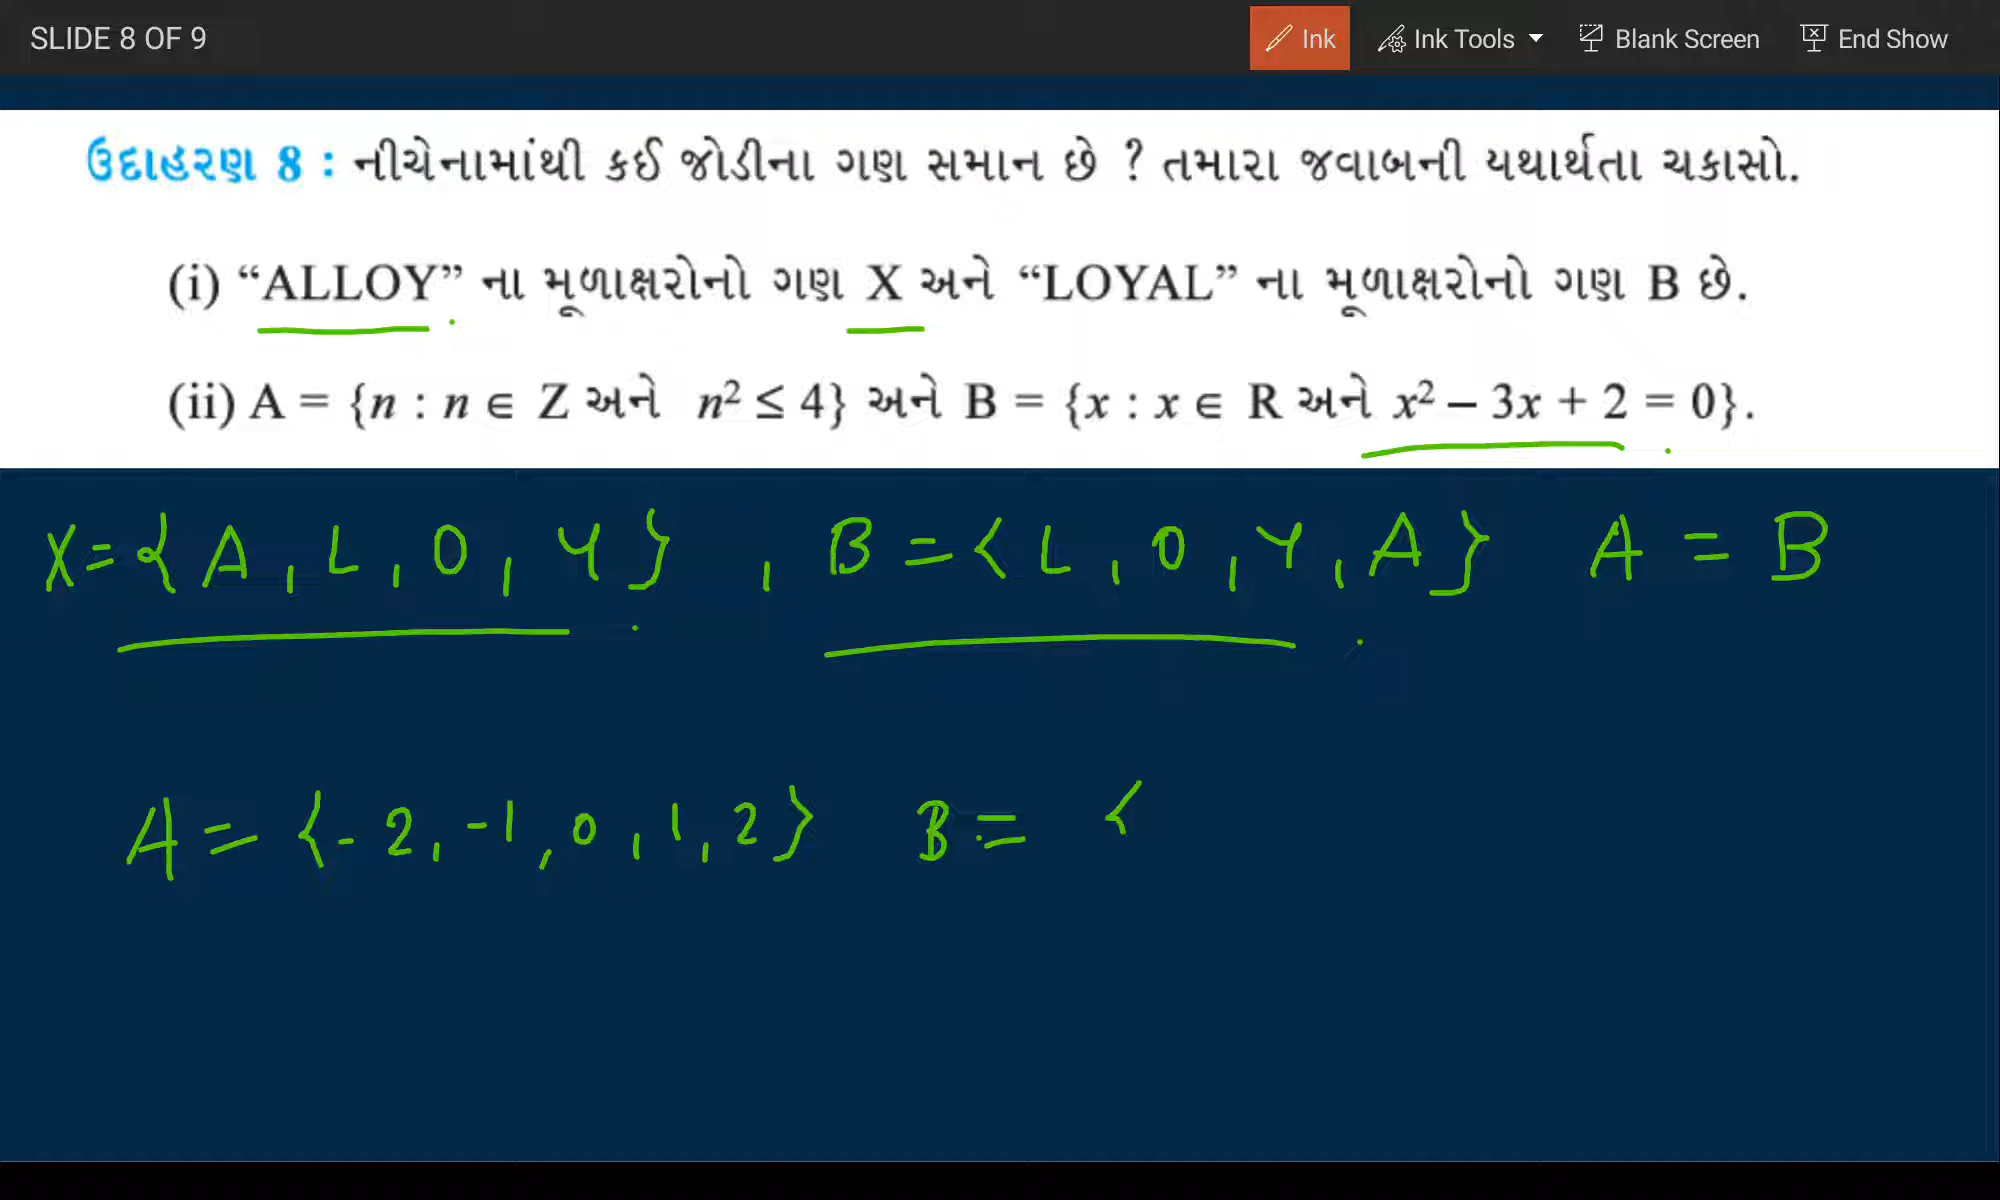 SLIDE 8 OF 9 Ink Ink Tools Blank Screen End Show
ઉદાહરણ 8 : નીચેનામાંથી કઈ જોડીના ગણ સમાન છે ? તમારા જવાબની યથાર્થતા ચકાસો.
(i) “ALLOY” ના મૂળાક્ષરોનો ગણ X અને “LOYAL” ના મૂળાક્ષરોનો ગણ B છે.
(ii) A = {n : n ∈ Z અને n² ≤ 4} અને B = {x : x ∈ R અને x² – 3x + 2 = 0}.
X = { A, L, O, Y } , B = { L, O, Y, A } A = B
A = { -2, -1, 0, 1, 2 } B = {